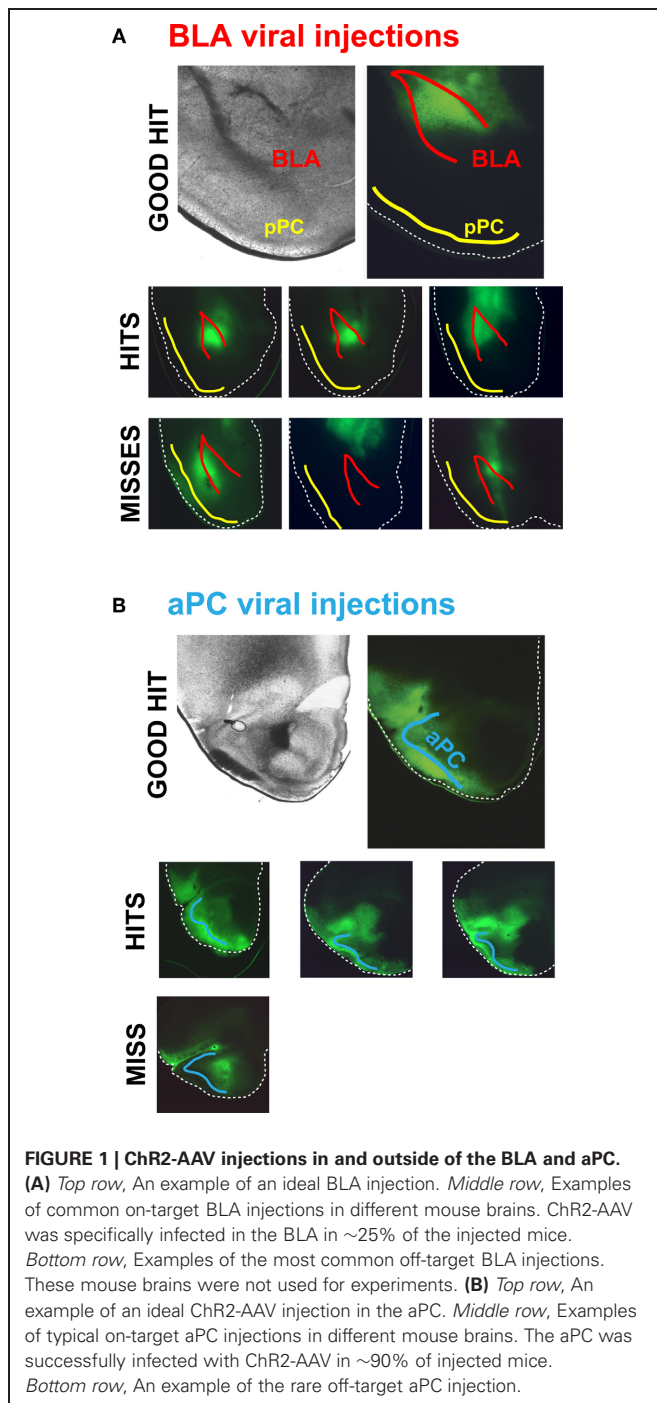 A BLA viral injections
GOOD HIT
BLA
pPC
BLA
pPC
HITS
MISSES
B aPC viral injections
GOOD HIT
aPC
HITS
MISS
FIGURE 1 | ChR2-AAV injections in and outside of the BLA and aPC.
(A) Top row, An example of an ideal BLA injection. Middle row, Examples
of common on-target BLA injections in different mouse brains. ChR2-AAV
was specifically infected in the BLA in ~25% of the injected mice.
Bottom row, Examples of the most common off-target BLA injections.
These mouse brains were not used for experiments. (B) Top row, An
example of an ideal ChR2-AAV injection in the aPC. Middle row, Examples
of typical on-target aPC injections in different mouse brains. The aPC was
successfully infected with ChR2-AAV in ~90% of injected mice.
Bottom row, An example of the rare off-target aPC injection.